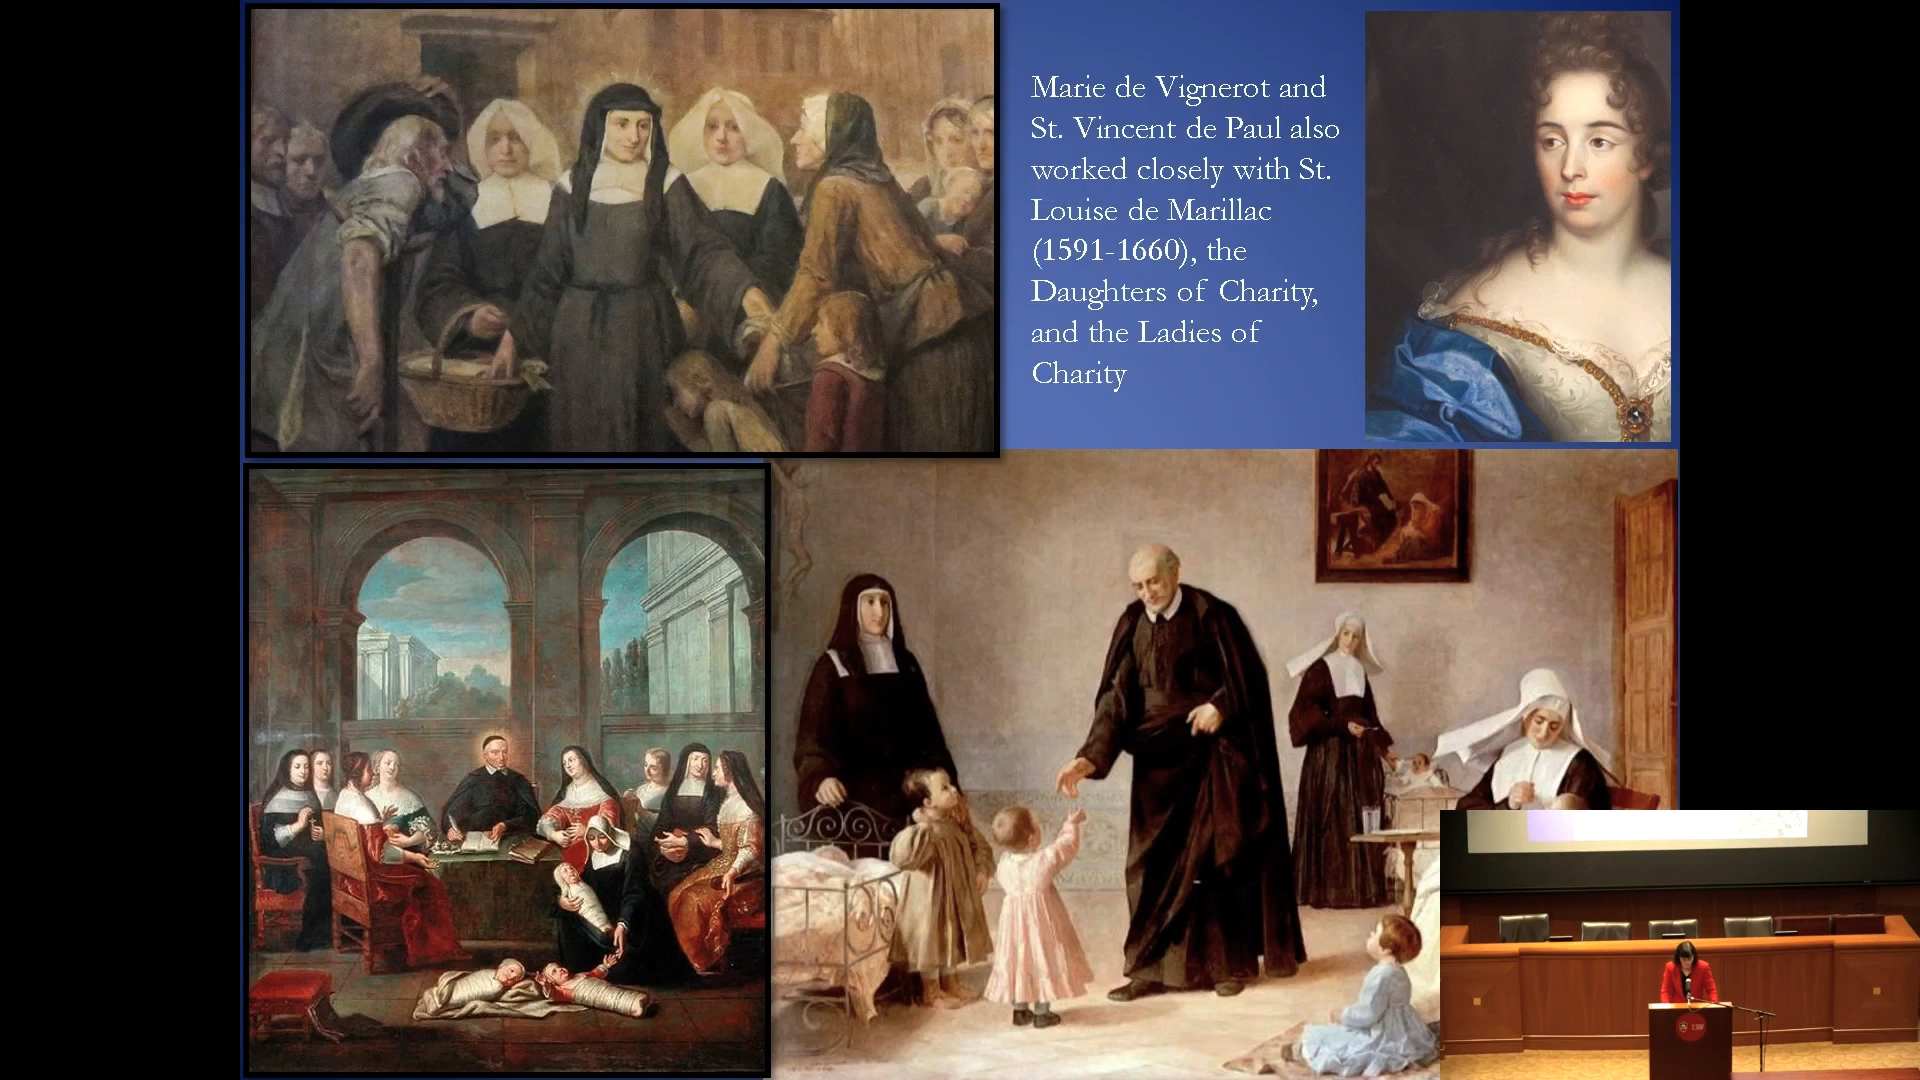 Marie de Vignerot and
St. Vincent de Paul also
worked closely with St.
Louise de Marillac
(1591-1660), the
Daughters of Charity,
and the Ladies of
Charity